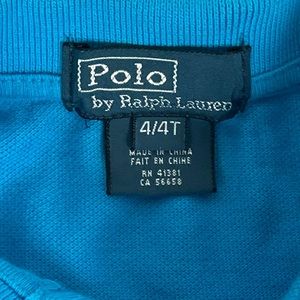 Polo
by Ralph Lauren
4/4T
MADE IN CHINA
FAIT EN CHINE
RN 41381
CA 56658